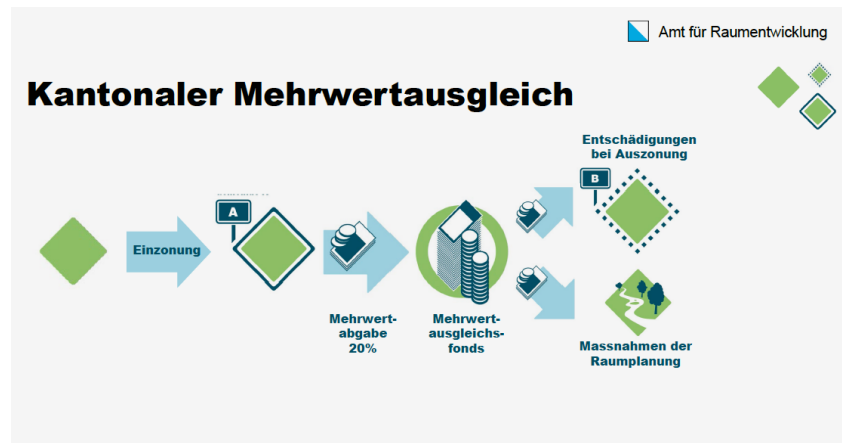 Amt für Raumentwicklung
Kantonaler Mehrwertausgleich
Entschädigungen
bei Auszonung
B
A
Einzonung
Mehrwert-
abgabe
20%
Mehrwert-
ausgleichs-
fonds
Massnahmen der
Raumplanung